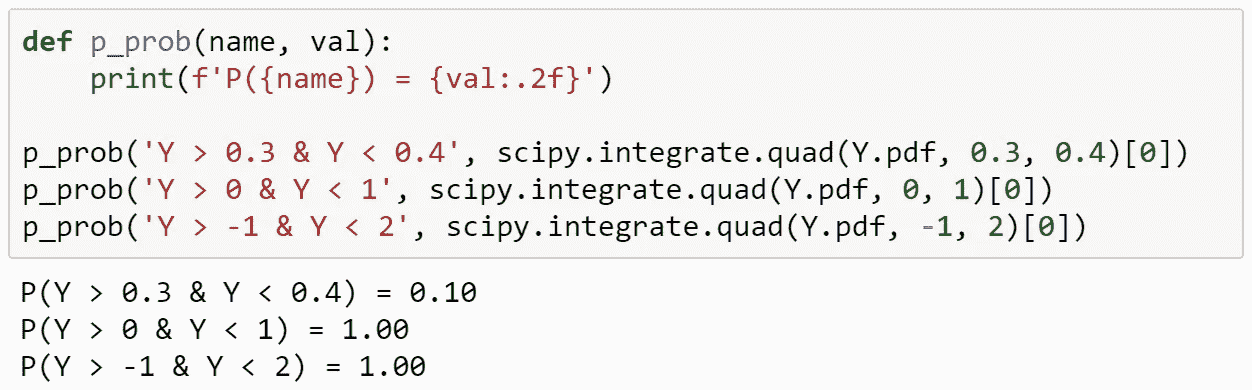 def p_prob(name, val):
    print(f'P({name}) = {val:.2f}')

p_prob('Y > 0.3 & Y < 0.4', scipy.integrate.quad(Y.pdf, 0.3, 0.4)[0])
p_prob('Y > 0 & Y < 1', scipy.integrate.quad(Y.pdf, 0, 1)[0])
p_prob('Y > -1 & Y < 2', scipy.integrate.quad(Y.pdf, -1, 2)[0])
P(Y > 0.3 & Y < 0.4) = 0.10
P(Y > 0 & Y < 1) = 1.00
P(Y > -1 & Y < 2) = 1.00